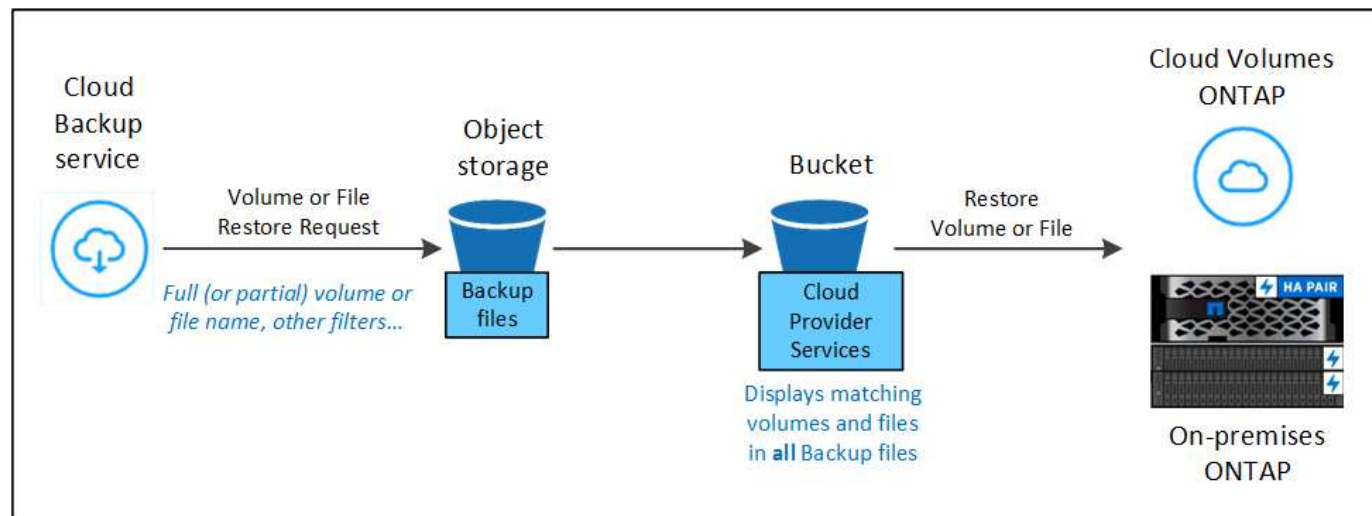 Cloud
Backup
service
Volume or File
Restore Request
Full (or partial) volume or
file name, other filters...
Object
storage
Backup
files
Bucket
Cloud
Provider
Services
Displays matching
volumes and files
in all Backup files
Restore
Volume or File
Cloud Volumes
ONTAP
HA PAIR
On-premises
ONTAP